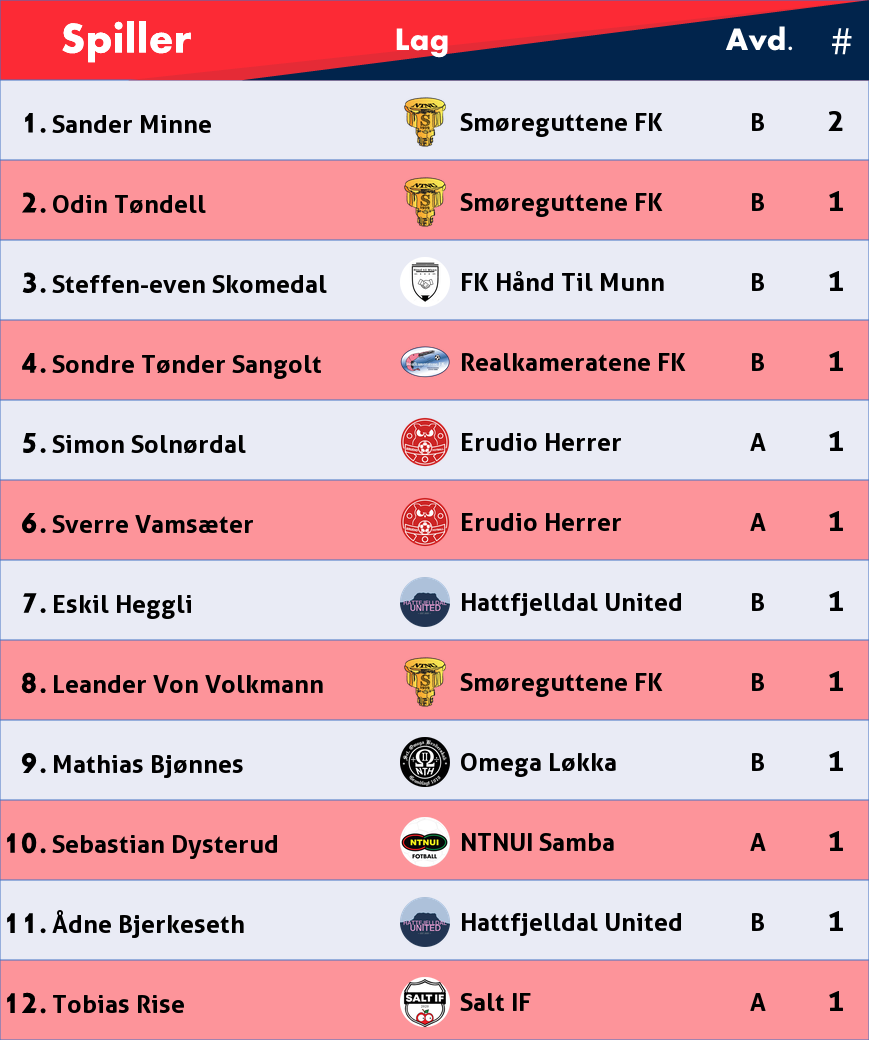 Spiller Lag Avd. #
1. Sander Minne Smøreguttene FK B 2
2. Odin Tøndell Smøreguttene FK B 1
3. Steffen-even Skomedal FK Hånd Til Munn B 1
4. Sondre Tønder Sangolt Realkameratene FK B 1
5. Simon Solnørdal Erudio Herrer A 1
6. Sverre Vamsæter Erudio Herrer A 1
7. Eskil Heggli HATTFJELLDAL UNITED Hattfjelldal United B 1
8. Leander Von Volkmann Smøreguttene FK B 1
9. Mathias Bjønnes Omega Løkka B 1
10. Sebastian Dysterud NTNUI FOTBALL NTNUI Samba A 1
11. Ådne Bjerkeseth HATTFJELLDAL UNITED Hattfjelldal United B 1
12. Tobias Rise SALT IF Salt IF A 1